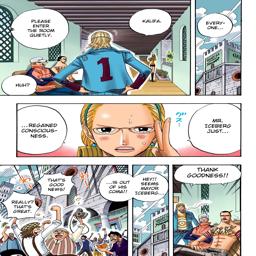 EVERY-
ONE...
KALIFA.
PLEASE
ENTER
THE ROOM
QUIETLY.
1
HUH?
MR.
ICEBERG
JUST...
...REGAINED
CONSCIOUS-
NESS.
THANK
GOODNESS!!
HEY!!
SEEMS
MAYOR
ICEBERG...
...IS OUT
OF HIS
COMA!!
THAT'S
GOOD
NEWS!
REALLY?
THAT'S
GREAT.